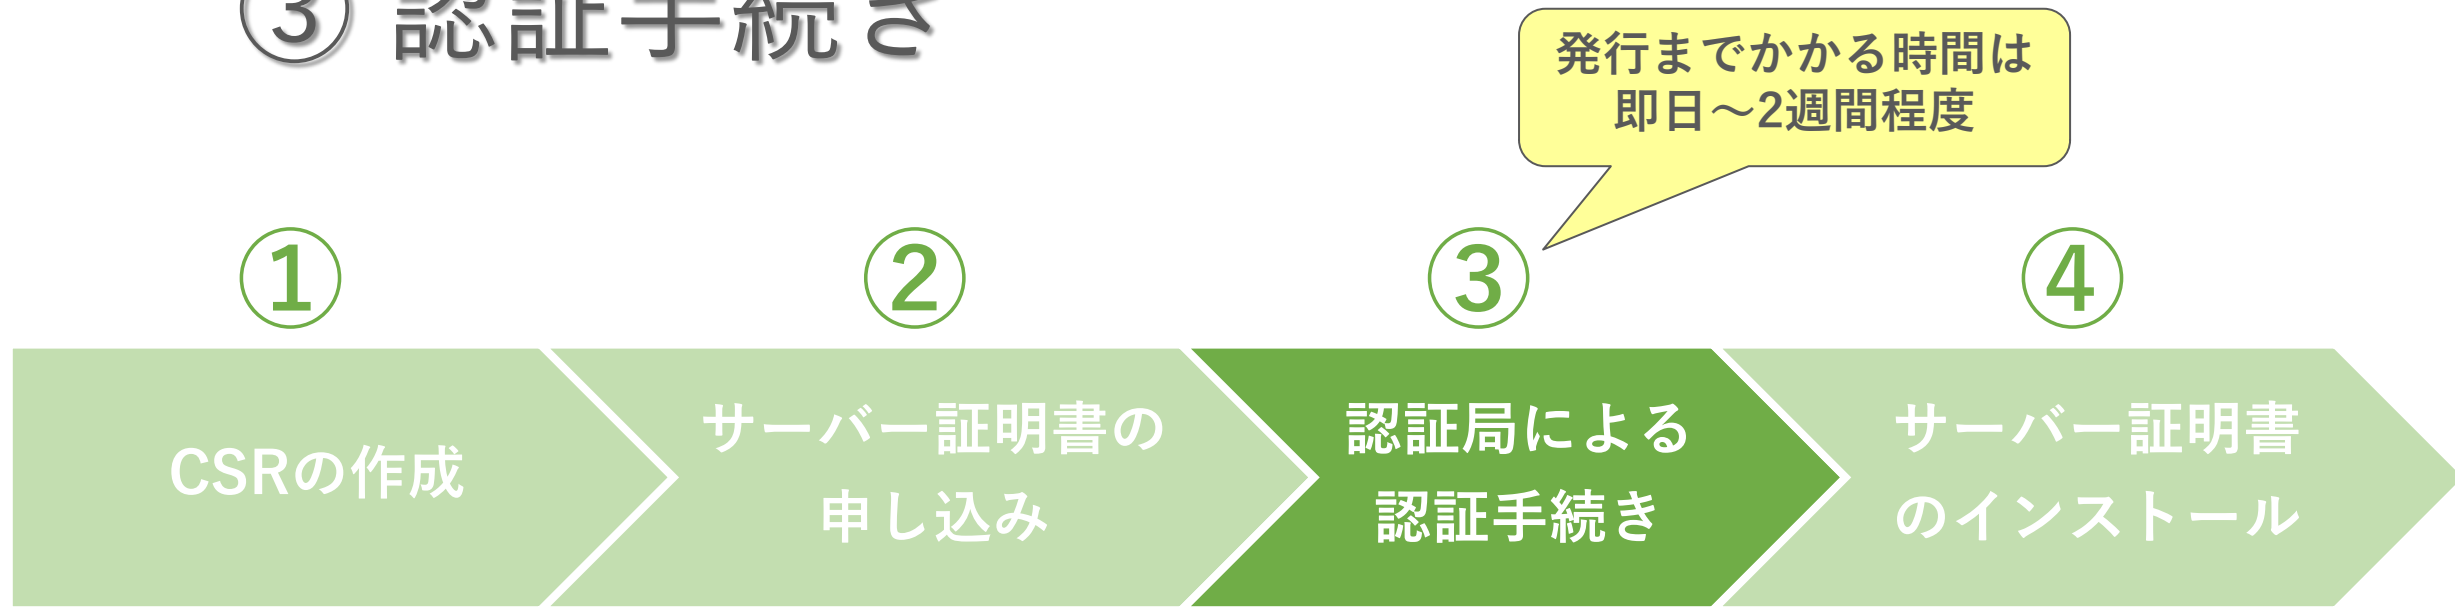 ③ 認証手続き
発行までかかる時間は
即日～2週間程度
①
②
③
④
CSRの作成
サーバー証明書の
申し込み
認証局による
認証手続き
サーバー証明書
のインストール